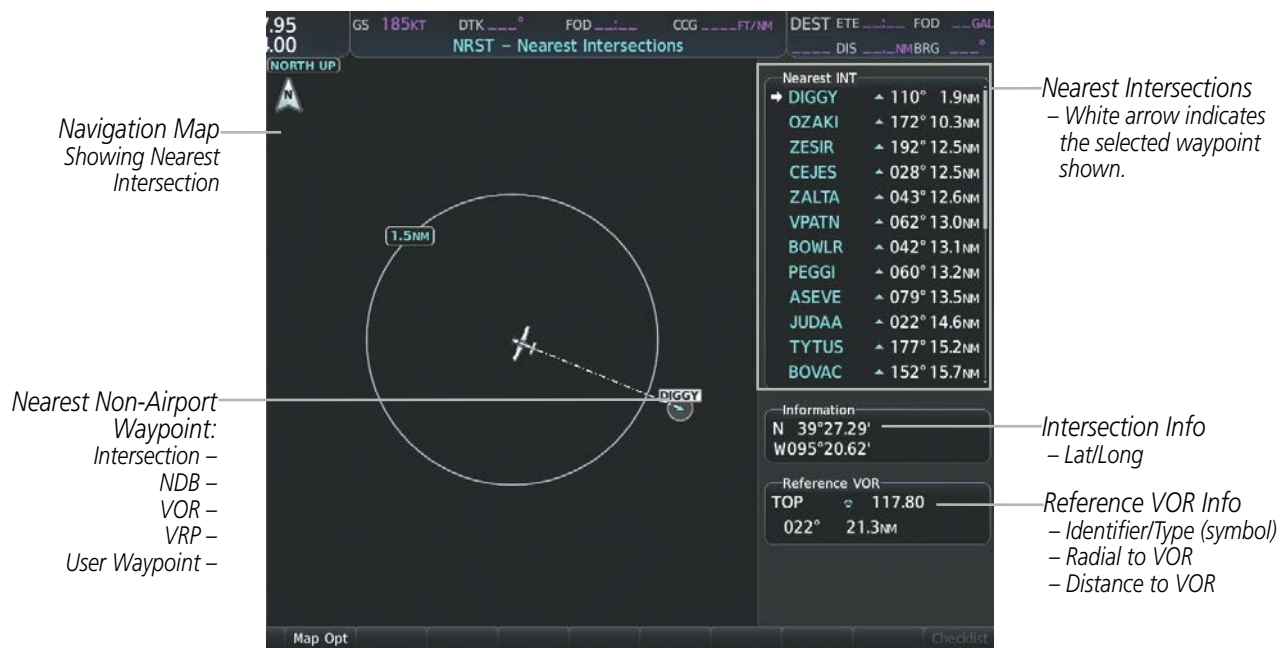 .95 GS 185KT DTK ___° FOD __:__ CCG ____FT/NM DEST ETE __:__ FOD __GAL
.00 NRST – Nearest Intersections ____ DIS __._NM BRG ___°
NORTH UP
N
Navigation Map
Showing Nearest
Intersection
1.5NM
DIGGY
Nearest Non-Airport
Waypoint:
Intersection –
NDB –
VOR –
VRP –
User Waypoint –
Nearest INT
DIGGY 110° 1.9NM
OZAKI 172° 10.3NM
ZESIR 192° 12.5NM
CEJES 028° 12.5NM
ZALTA 043° 12.6NM
VPATN 062° 13.0NM
BOWLR 042° 13.1NM
PEGGI 060° 13.2NM
ASEVE 079° 13.5NM
JUDAA 022° 14.6NM
TYTUS 177° 15.2NM
BOVAC 152° 15.7NM
Information
N 39°27.29'
W095°20.62'
Reference VOR
TOP 117.80
022° 21.3NM
Nearest Intersections
– White arrow indicates
the selected waypoint
shown.
Intersection Info
– Lat/Long
Reference VOR Info
– Identifier/Type (symbol)
– Radial to VOR
– Distance to VOR
Map Opt Checklist